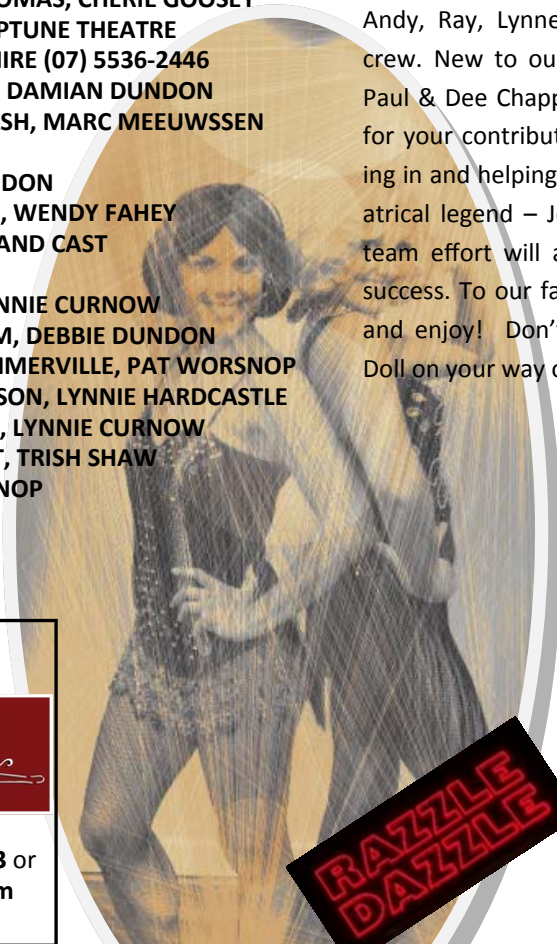 OMAS, CHERIE GOOSEY
PTUNE THEATRE
IRE (07) 5536-2446
DAMIAN DUNDON
SH, MARC MEEUWSSEN
DON
, WENDY FAHEY
AND CAST
NNIE CURNOW
M, DEBBIE DUNDON
MMERVILLE, PAT WORSNOP
SON, LYNNIE HARDCASTLE
, LYNNIE CURNOW
T, TRISH SHAW
NOP
3 or
m
Andy, Ray, Lynne
crew. New to ou
Paul & Dee Chapp
for your contribut
ing in and helping
atrical legend – J
team effort will a
success. To our fa
and enjoy! Don't
Doll on your way o
RAZZLE
DAZZLE